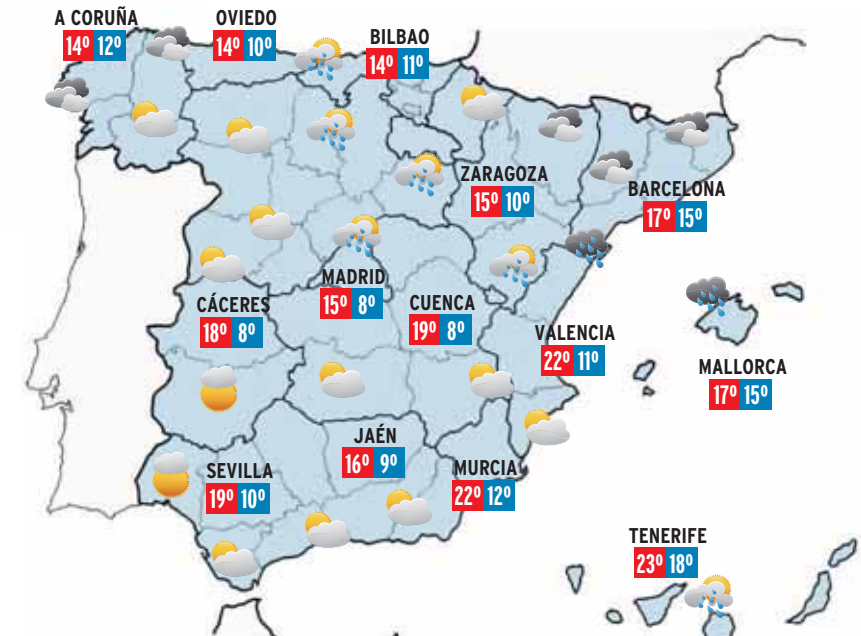 A CORUÑA
14º 12º
OVIEDO
14º 10º
BILBAO
14º 11º
ZARAGOZA
15º 10º
BARCELONA
17º 15º
MADRID
15º 8º
CÁCERES
18º 8º
CUENCA
19º 8º
VALENCIA
22º 11º
MALLORCA
17º 15º
JAÉN
16º 9º
SEVILLA
19º 10º
MURCIA
22º 12º
TENERIFE
23º 18º